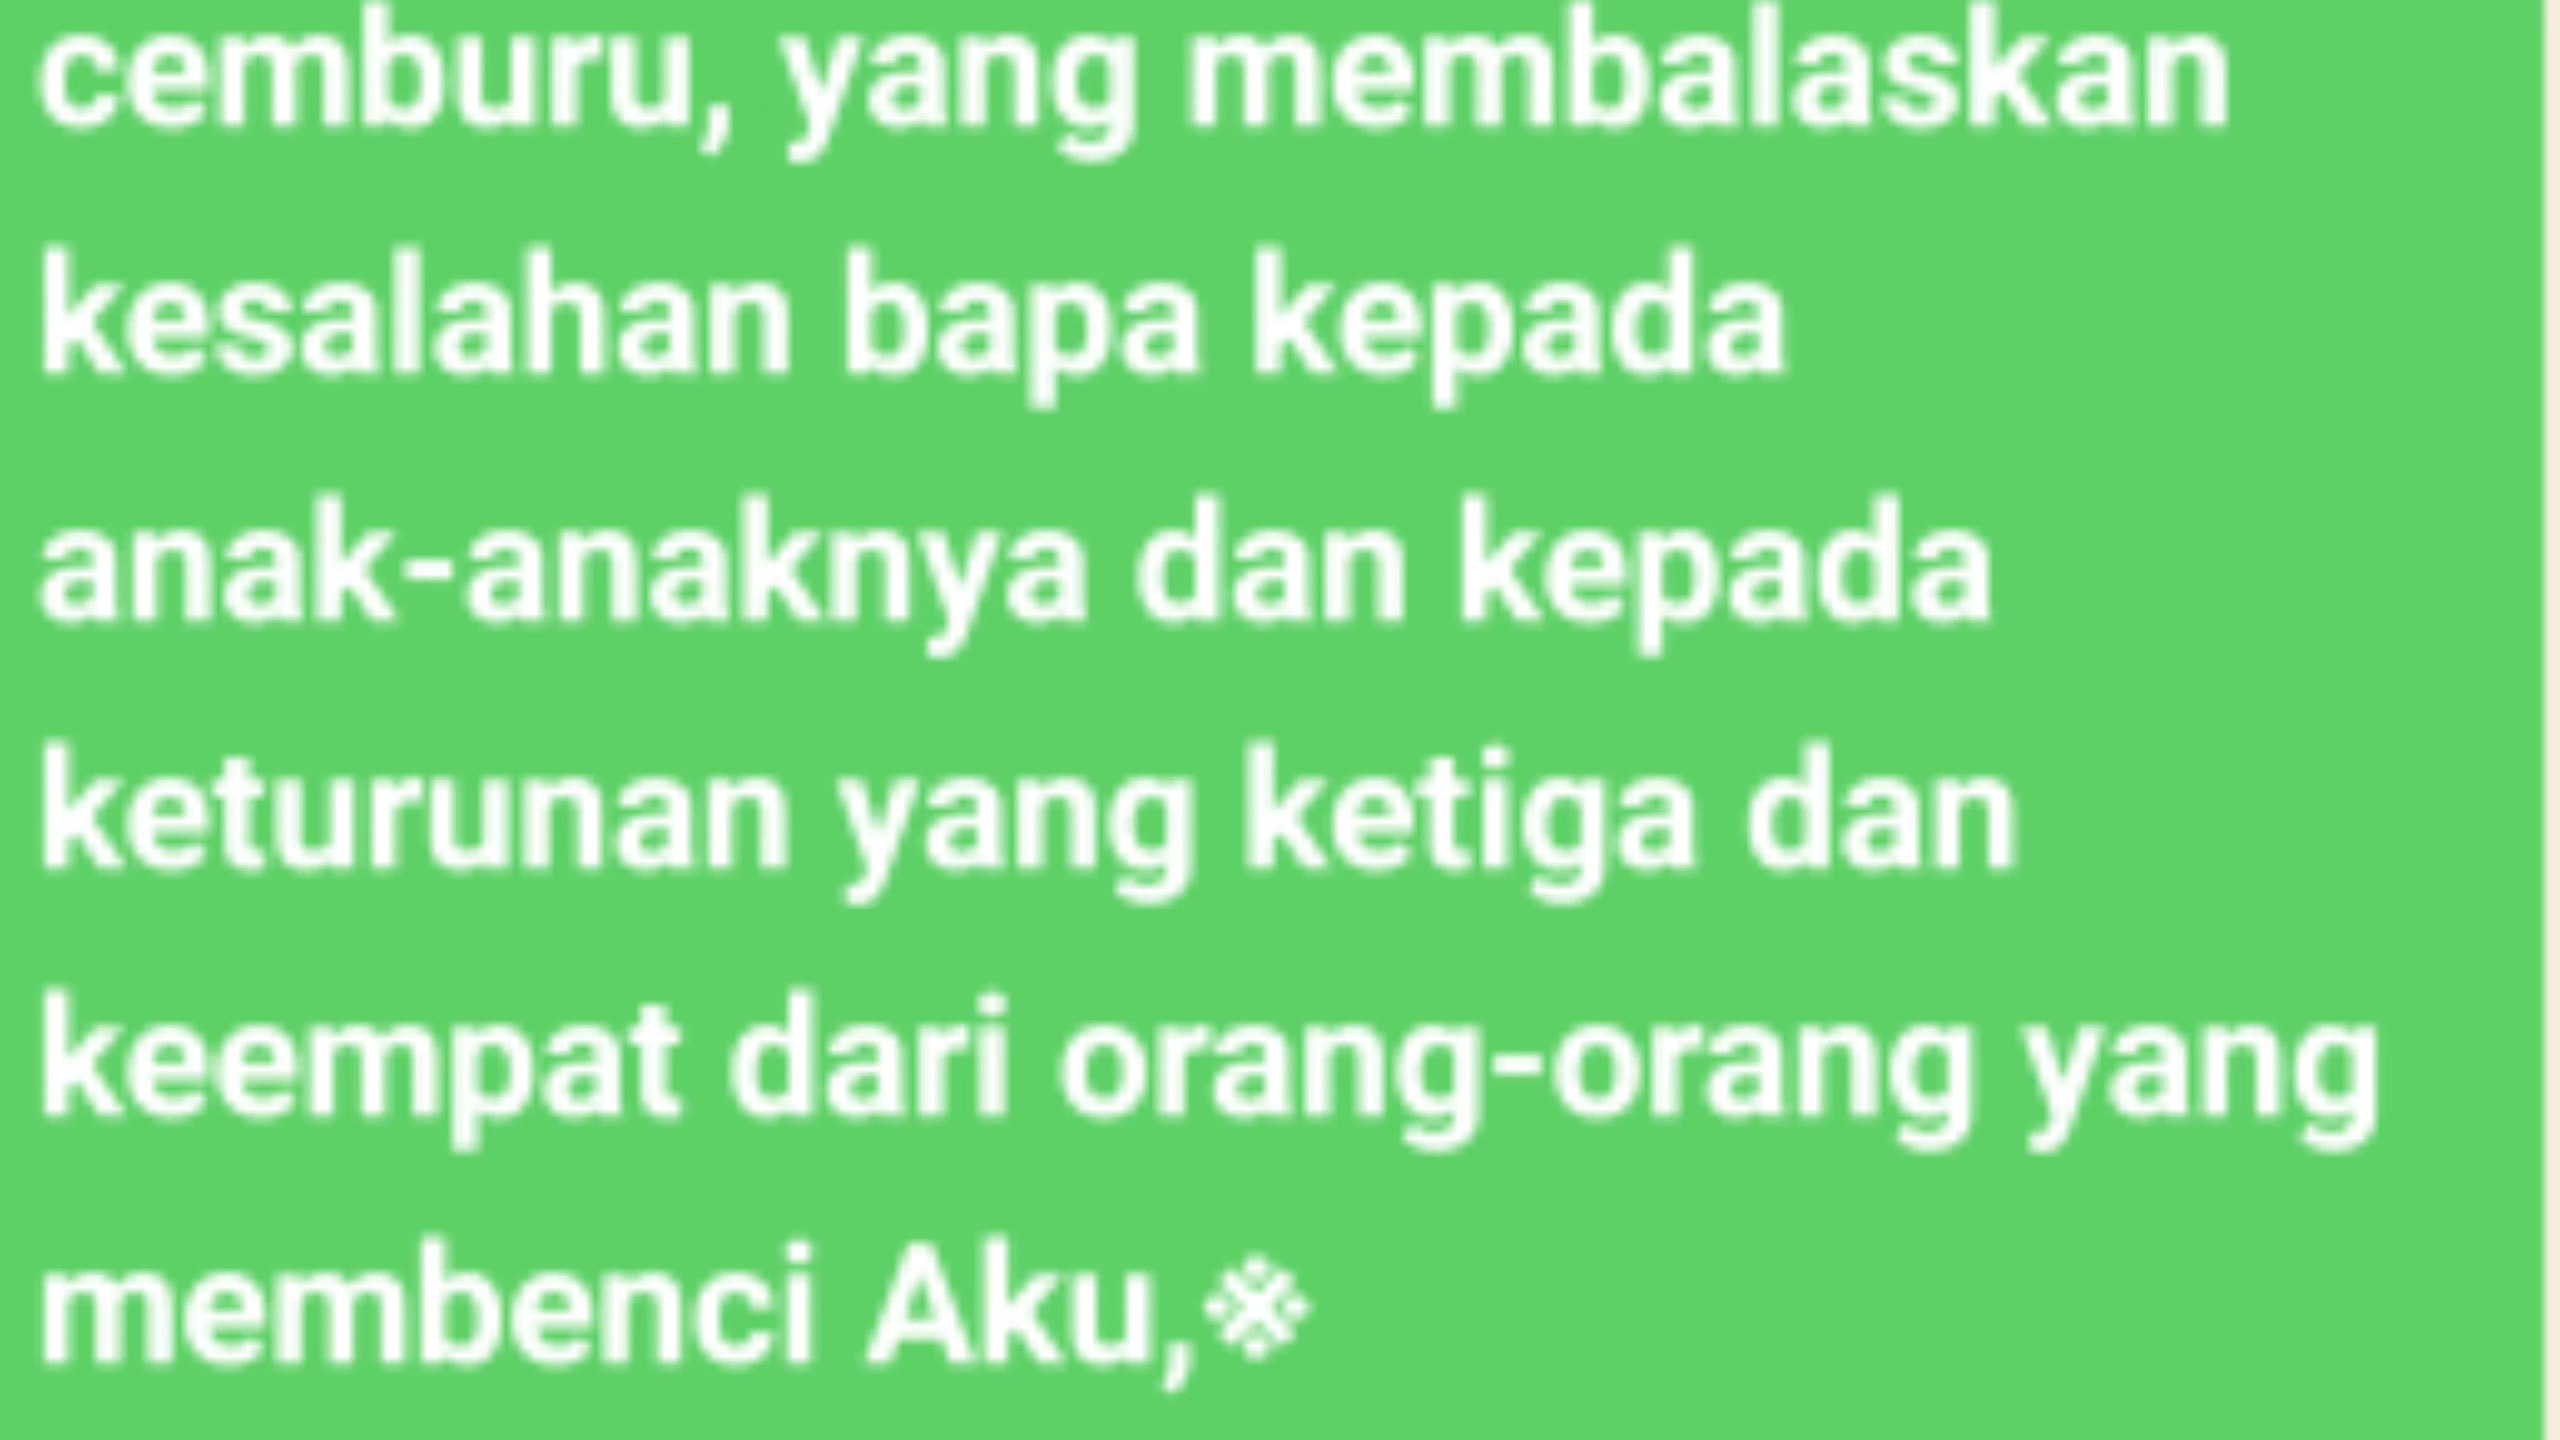 cemburu, yang membalaskan
kesalahan bapa kepada
anak-anaknya dan kepada
keturunan yang ketiga dan
keempat dari orang-orang yang
membenci Aku,※